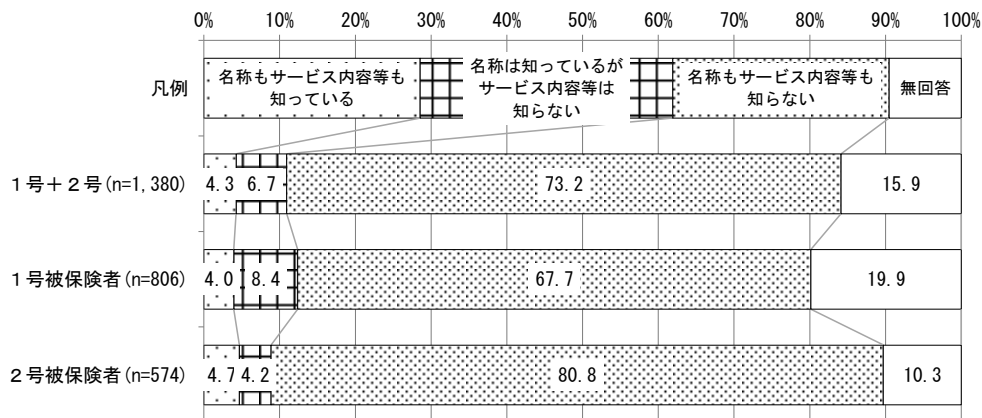 0% 10% 20% 30% 40% 50% 60% 70% 80% 90% 100%
凡例
名称もサービス内容等も
知っている
名称は知っているが
サービス内容等は
知らない
名称もサービス内容等も
知らない
無回答
１号＋２号(n=1,380) 4.3 6.7 73.2 15.9
１号被保険者(n=806) 4.0 8.4 67.7 19.9
２号被保険者(n=574) 4.7 4.2 80.8 10.3